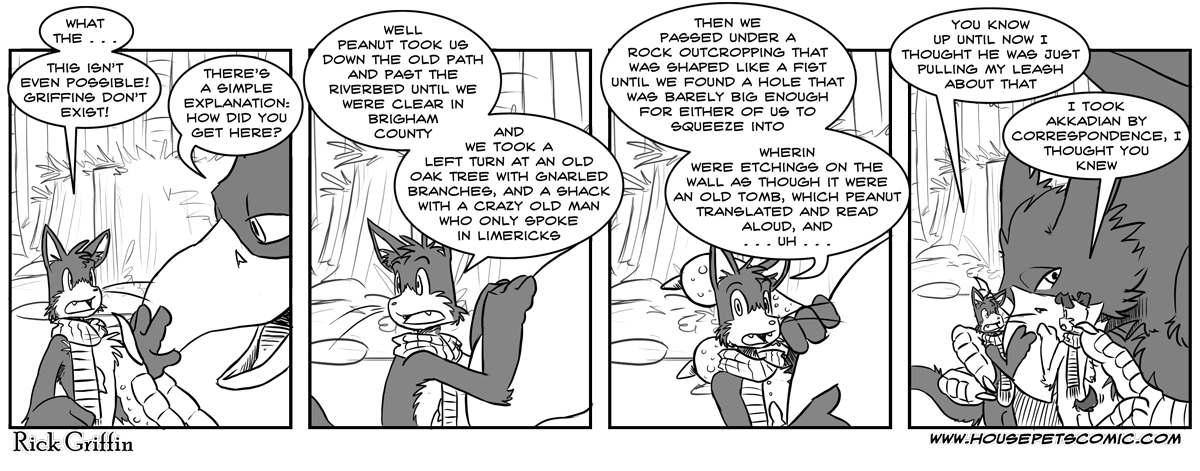 WHAT
THE . . .
THIS ISN'T
EVEN POSSIBLE!
GRIFFINS DON'T
EXIST!
THERE'S
A SIMPLE
EXPLANATION:
HOW DID YOU
GET HERE?
WELL
PEANUT TOOK US
DOWN THE OLD PATH
AND PAST THE
RIVERBED UNTIL WE
WERE CLEAR IN
BRIGHAM
COUNTY
AND
WE TOOK A
LEFT TURN AT AN OLD
OAK TREE WITH GNARLED
BRANCHES, AND A SHACK
WITH A CRAZY OLD MAN
WHO ONLY SPOKE
IN LIMERICKS
THEN WE
PASSED UNDER A
ROCK OUTCROPPING THAT
WAS SHAPED LIKE A FIST
UNTIL WE FOUND A HOLE THAT
WAS BARELY BIG ENOUGH
FOR EITHER OF US TO
SQUEEZE INTO
WHERIN
WERE ETCHINGS ON THE
WALL AS THOUGH IT WERE
AN OLD TOMB, WHICH PEANUT
TRANSLATED AND READ
ALOUD, AND
. . . UH . . .
YOU KNOW
UP UNTIL NOW I
THOUGHT HE WAS JUST
PULLING MY LEASH
ABOUT THAT
I TOOK
AKKADIAN BY
CORRESPONDENCE, I
THOUGHT YOU
KNEW
Rick Griffin
WWW.HOUSEPETSCOMIC.COM